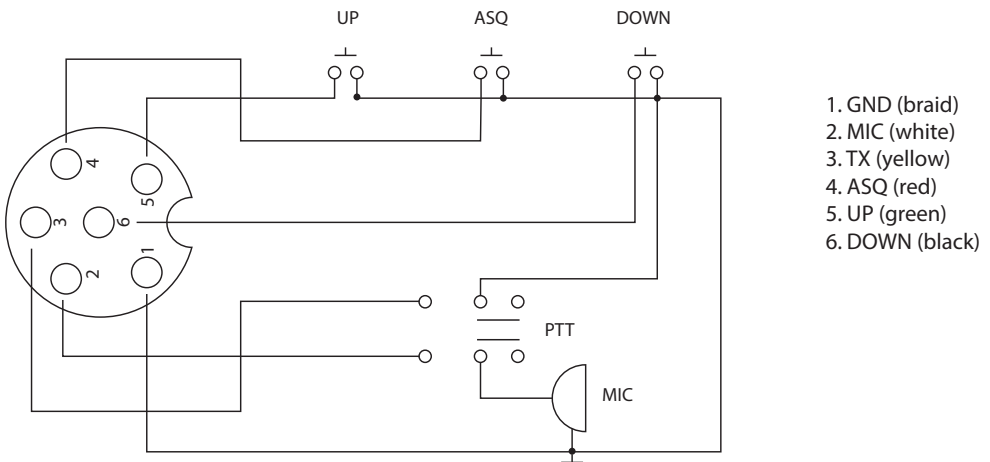 UP
ASQ
DOWN
4
5
3
6
2
1
PTT
MIC
1. GND (braid)
2. MIC (white)
3. TX (yellow)
4. ASQ (red)
5. UP (green)
6. DOWN (black)